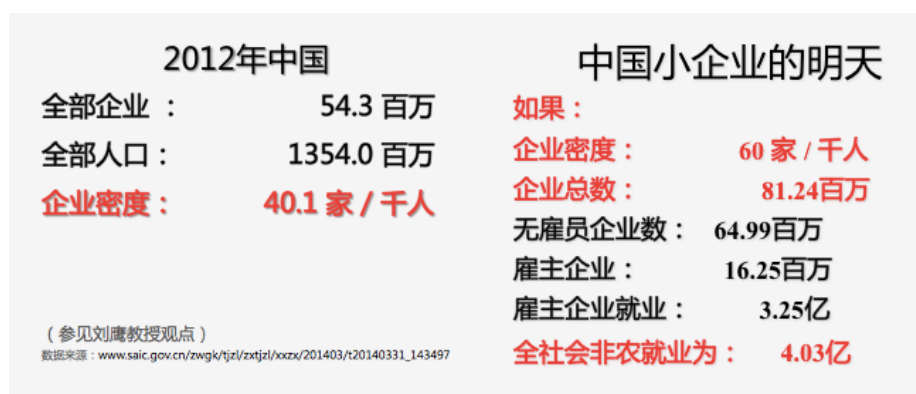 2012年中国
全部企业 : 54.3 百万
全部人口: 1354.0 百万
企业密度: 40.1 家 / 千人
(参见刘鹰教授观点)
数据来源:www.saic.gov.cn/zwgk/tjzl/zxtjzl/xxzx/201403/t20140331_143497
中国小企业的明天
如果:
企业密度: 60 家 / 千人
企业总数: 81.24百万
无雇员企业数: 64.99百万
雇主企业: 16.25百万
雇主企业就业: 3.25亿
全社会非农就业为: 4.03亿